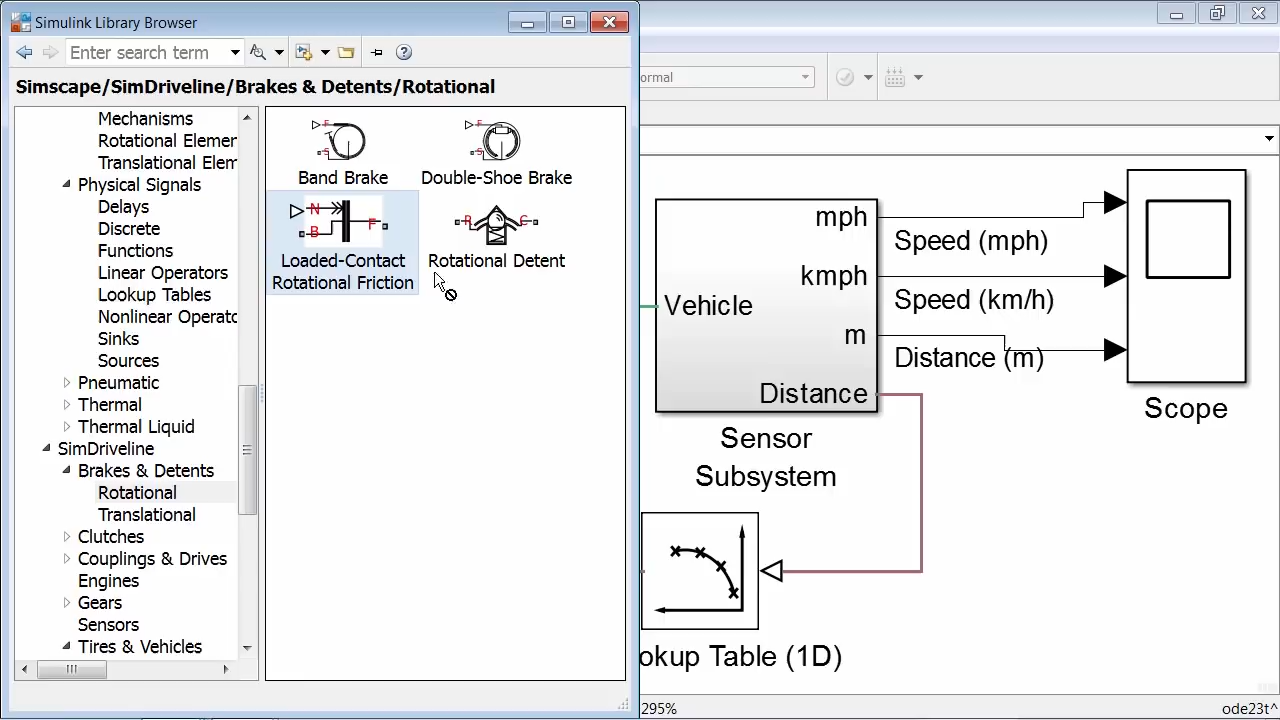 Simulink Library Browser
Enter search term
Simscape/SimDriveline/Brakes & Detents/Rotational
Mechanisms
Rotational Elemer
Translational Elem
Physical Signals
Delays
Discrete
Functions
Linear Operators
Lookup Tables
Nonlinear Operato
Sinks
Sources
Pneumatic
Thermal
Thermal Liquid
SimDriveline
Brakes & Detents
Rotational
Translational
Clutches
Couplings & Drives
Engines
Gears
Sensors
Tires & Vehicles
F
S
Band Brake
F
S
Double-Shoe Brake
N
B
F
Loaded-Contact
Rotational Friction
R
C
Rotational Detent
ormal
Vehicle
mph
kmph
m
Distance
Sensor
Subsystem
Speed (mph)
Speed (km/h)
Distance (m)
Scope
okup Table (1D)
295%
ode23t^